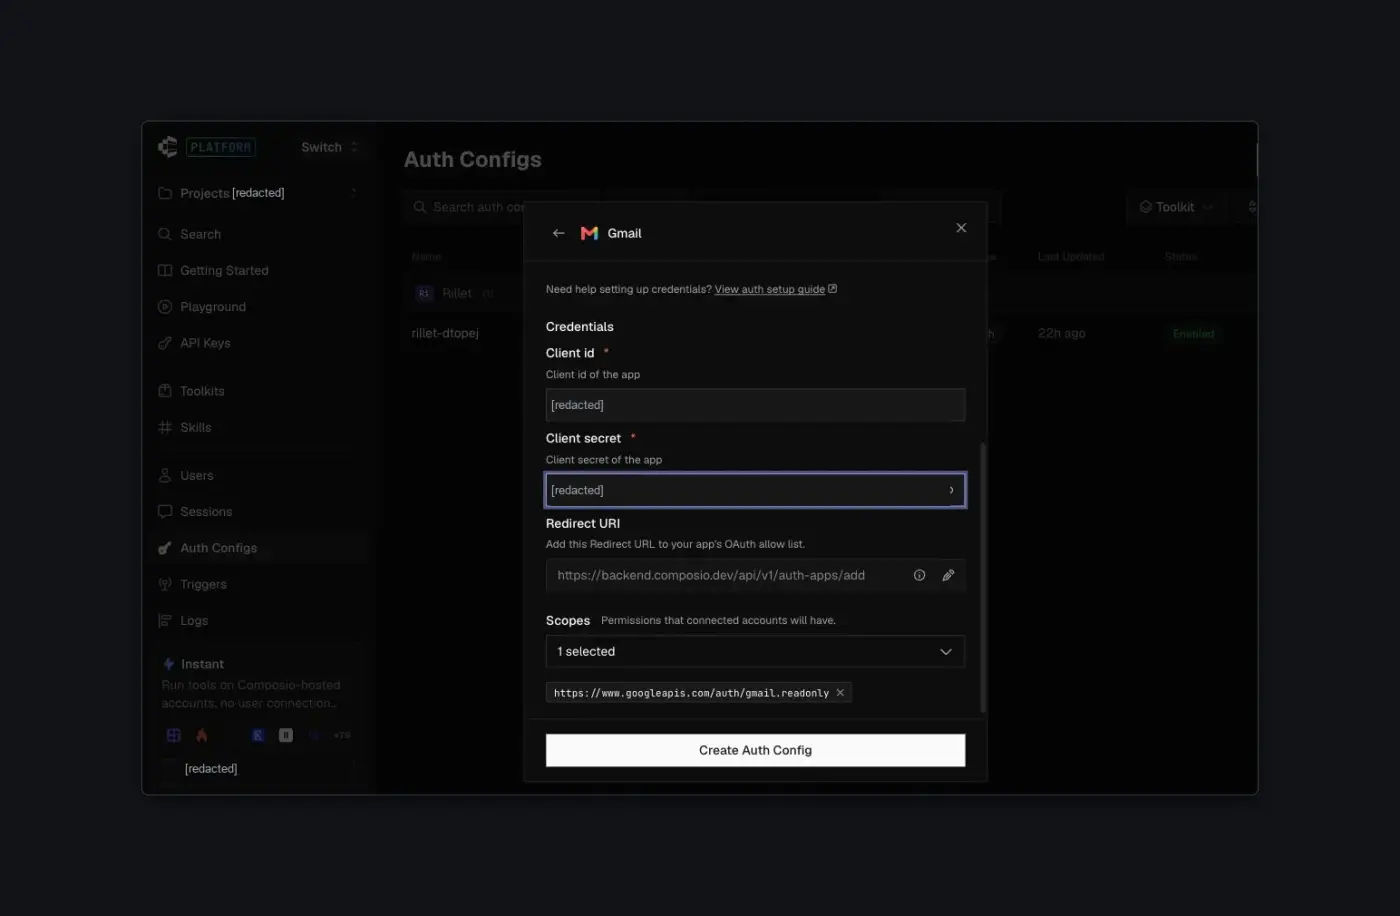 PLATFORM
Switch
Projects [redacted]
Search
Getting Started
Playground
API Keys
Toolkits
Skills
Users
Sessions
Auth Configs
Triggers
Logs
Instant
Run tools on Composio-hosted
accounts, no user connection...
[redacted]
Auth Configs
Search auth con
Toolkit
Name
Last Updated
Status
Rillet
rillet-dtopej
22h ago
Enabled
Gmail
Need help setting up credentials? View auth setup guide
Credentials
Client id *
Client id of the app
[redacted]
Client secret *
Client secret of the app
[redacted]
Redirect URI
Add this Redirect URL to your app's OAuth allow list.
https://backend.composio.dev/api/v1/auth-apps/add
Scopes Permissions that connected accounts will have.
1 selected
https://www.googleapis.com/auth/gmail.readonly
Create Auth Config